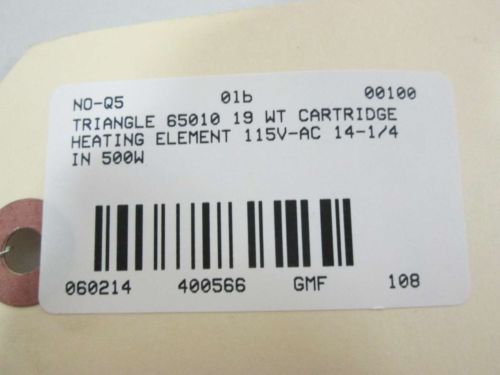 NO-Q5 01b 00100
TRIANGLE 65010 19 WT CARTRIDGE
HEATING ELEMENT 115V-AC 14-1/4
IN 500W
060214 400566 GMF 108